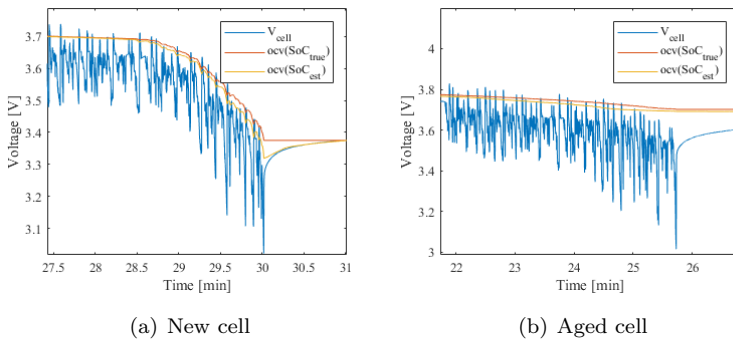 V_cell
ocv(SoC_true)
ocv(SoC_est)
3.7
3.6
3.5
3.4
3.3
3.2
3.1
Voltage [V]
27.5 28 28.5 29 29.5 30 30.5 31
Time [min]
(a) New cell
V_cell
ocv(SoC_true)
ocv(SoC_est)
4
3.8
3.6
3.4
3.2
3
Voltage [V]
22 23 24 25 26
Time [min]
(b) Aged cell